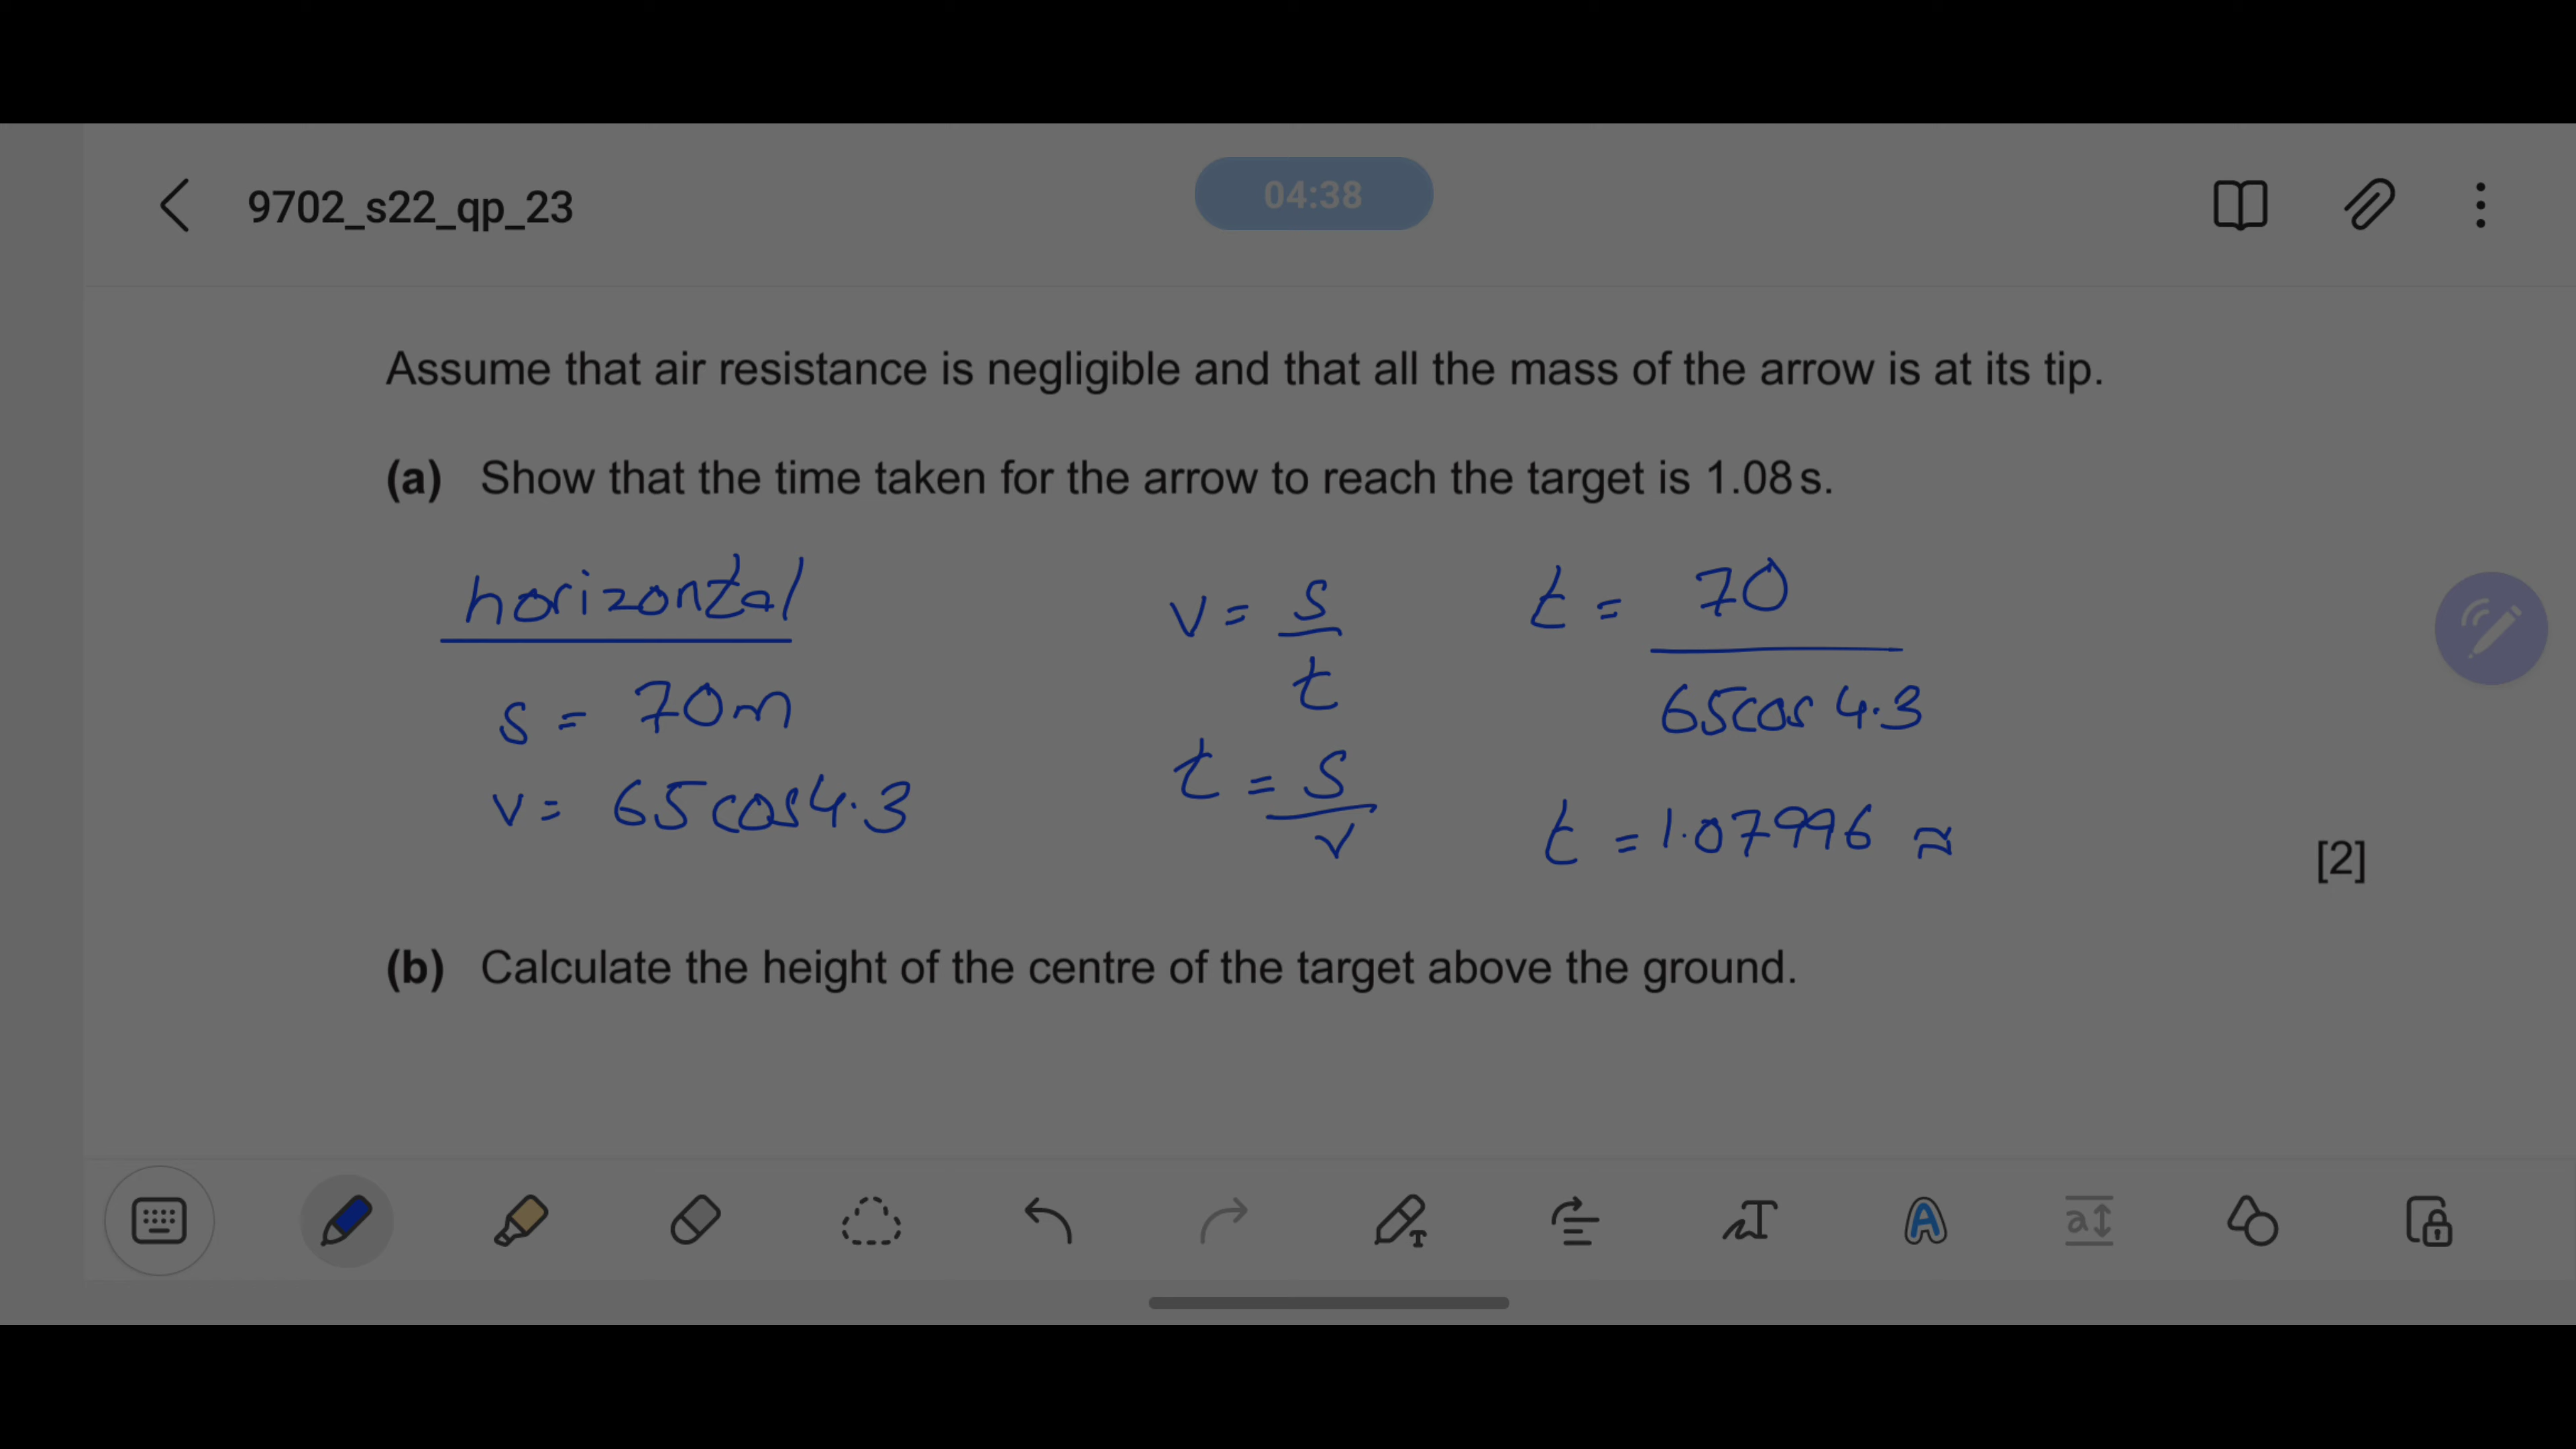 9702_s22_qp_23
04:38
Assume that air resistance is negligible and that all the mass of the arrow is at its tip.
(a) Show that the time taken for the arrow to reach the target is 1.08 s.
horizontal
s = 70m
v = 65cos4.3
v = s/t
t = s/v
t = 70/65cos4.3
t = 1.07996 ≈
[2]
(b) Calculate the height of the centre of the target above the ground.
T
T
A
a